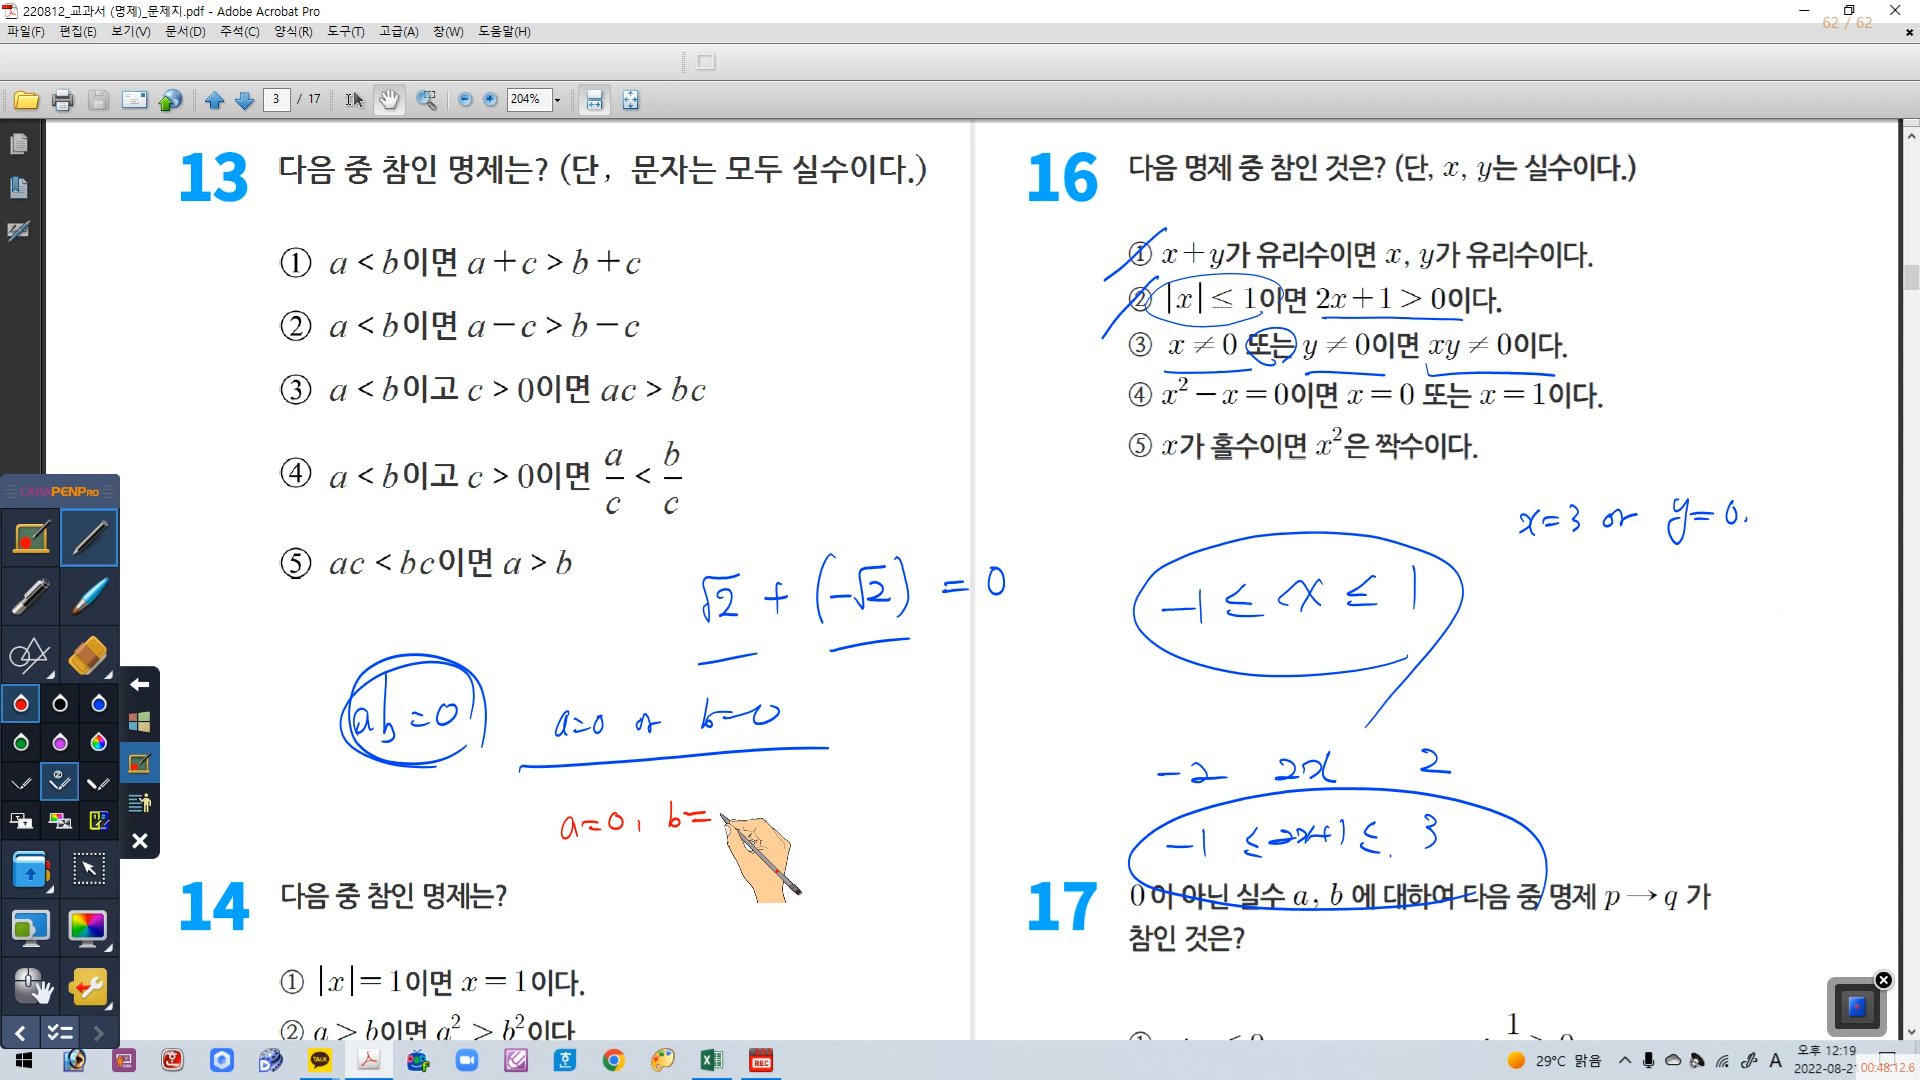 220812_교과서 (명제)_문제지.pdf - Adobe Acrobat Pro
62 / 62
파일(F) 편집(E) 보기(V) 문서(D) 주석(C) 양식(R) 도구(T) 고급(A) 창(W) 도움말(H)
3 / 17 204%
13 다음 중 참인 명제는? (단, 문자는 모두 실수이다.)
① a < b이면 a + c > b + c
② a < b이면 a − c > b − c
③ a < b이고 c > 0이면 ac > bc
④ a < b이고 c > 0이면 a/c < b/c
⑤ ac < bc이면 a > b
√2 + (−√2) = 0
ab = 0
a=0 or b=0
a=0, b=
14 다음 중 참인 명제는?
① |x| = 1이면 x = 1이다.
② a > b이면 a² > b²이다
16 다음 명제 중 참인 것은? (단, x, y는 실수이다.)
① x+y가 유리수이면 x, y가 유리수이다.
② |x| ≤ 1이면 2x+1 > 0이다.
③ x ≠ 0 또는 y ≠ 0이면 xy ≠ 0이다.
④ x² − x = 0이면 x = 0 또는 x = 1이다.
⑤ x가 홀수이면 x²은 짝수이다.
x=3 or y=0.
−1 ≤ x ≤ 1
−2 2x 2
−1 ≤ 2x+1 ≤ 3
17 0이 아닌 실수 a, b 에 대하여 다음 중 명제 p → q 가
참인 것은?
CARAPENPRO
TALK
REC
29°C 맑음
A
오후 12:19
2022-08-2
00:48:12.6